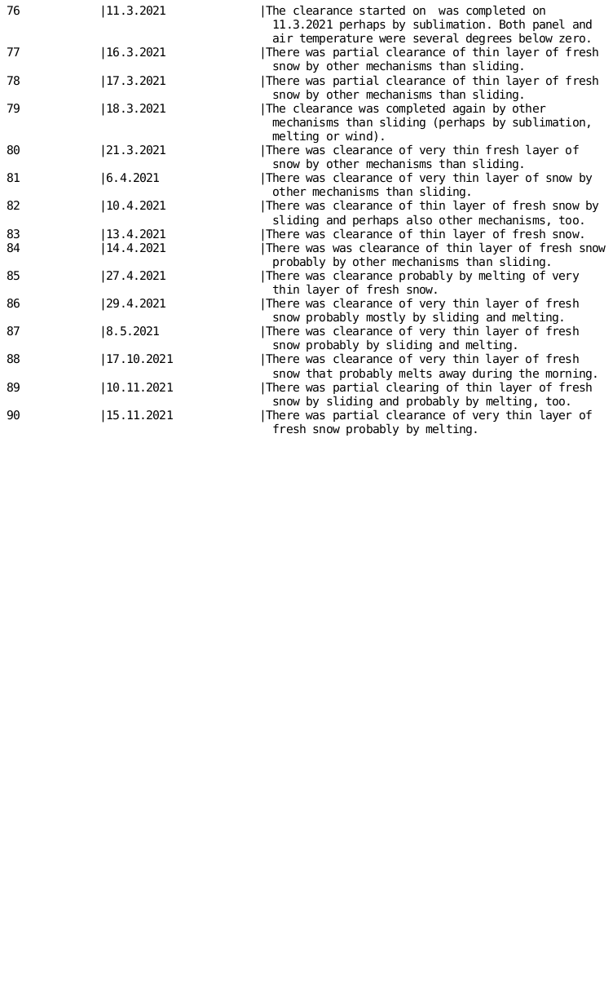 76 |11.3.2021 |The clearance started on  was completed on
11.3.2021 perhaps by sublimation. Both panel and
air temperature were several degrees below zero.
77 |16.3.2021 |There was partial clearance of thin layer of fresh
snow by other mechanisms than sliding.
78 |17.3.2021 |There was partial clearance of thin layer of fresh
snow by other mechanisms than sliding.
79 |18.3.2021 |The clearance was completed again by other
mechanisms than sliding (perhaps by sublimation,
melting or wind).
80 |21.3.2021 |There was clearance of very thin fresh layer of
snow by other mechanisms than sliding.
81 |6.4.2021 |There was clearance of very thin layer of snow by
other mechanisms than sliding.
82 |10.4.2021 |There was clearance of thin layer of fresh snow by
sliding and perhaps also other mechanisms, too.
83 |13.4.2021 |There was clearance of thin layer of fresh snow.
84 |14.4.2021 |There was was clearance of thin layer of fresh snow
probably by other mechanisms than sliding.
85 |27.4.2021 |There was clearance probably by melting of very
thin layer of fresh snow.
86 |29.4.2021 |There was clearance of very thin layer of fresh
snow probably mostly by sliding and melting.
87 |8.5.2021 |There was clearance of very thin layer of fresh
snow probably by sliding and melting.
88 |17.10.2021 |There was clearance of very thin layer of fresh
snow that probably melts away during the morning.
89 |10.11.2021 |There was partial clearing of thin layer of fresh
snow by sliding and probably by melting, too.
90 |15.11.2021 |There was partial clearance of very thin layer of
fresh snow probably by melting.